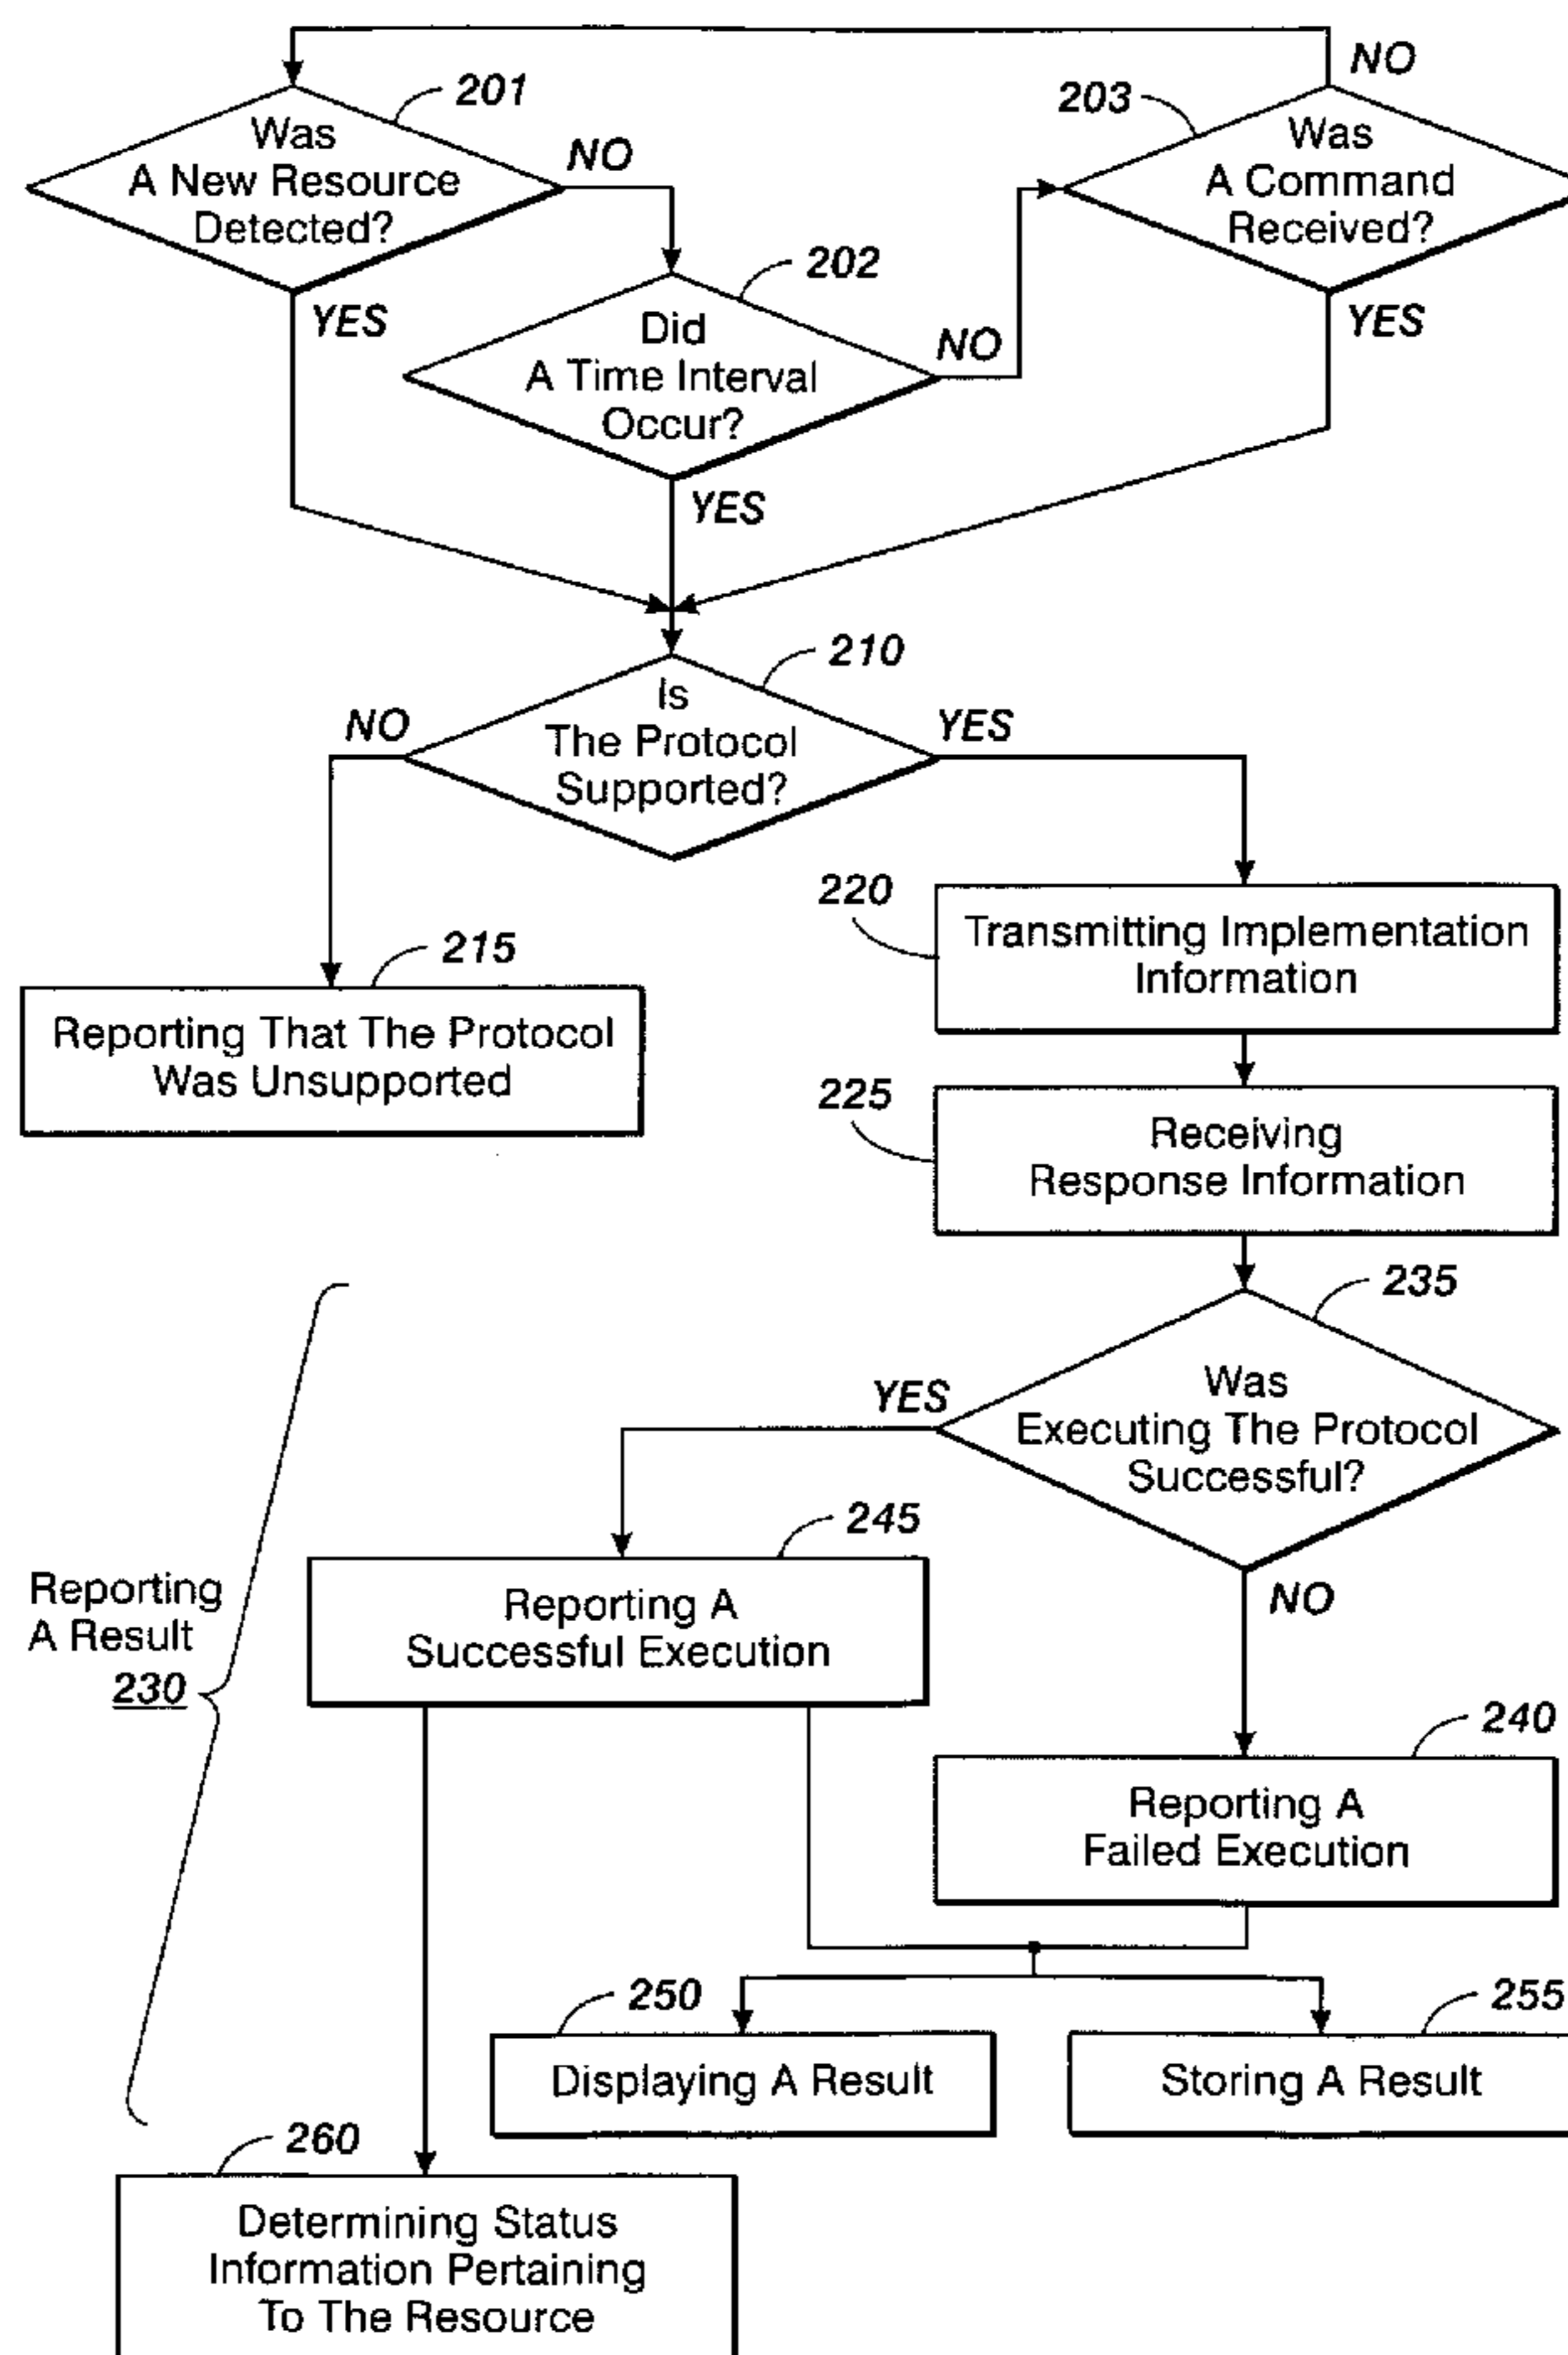 NO
201
203
Was
A New Resource
Detected?
NO
Was
A Command
Received?
202
YES
Did
A Time Interval
Occur?
NO
YES
YES
210
Is
The Protocol
Supported?
NO
YES
220
Transmitting Implementation
Information
215
Reporting That The Protocol
Was Unsupported
225
Receiving
Response Information
235
Was
Executing The Protocol
Successful?
YES
245
NO
Reporting A
Successful Execution
Reporting
A Result
230
240
Reporting A
Failed Execution
250
255
Displaying A Result
Storing A Result
260
Determining Status
Information Pertaining
To The Resource